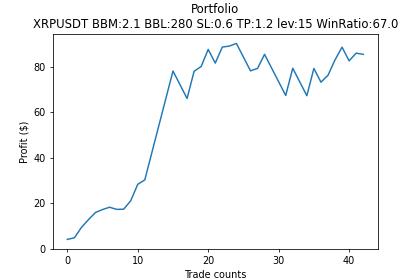 Portfolio
XRPUSDT BBM:2.1 BBL:280 SL:0.6 TP:1.2 lev:15 WinRatio:67.0
80
60
40
20
0
Profit ($)
0 10 20 30 40
Trade counts